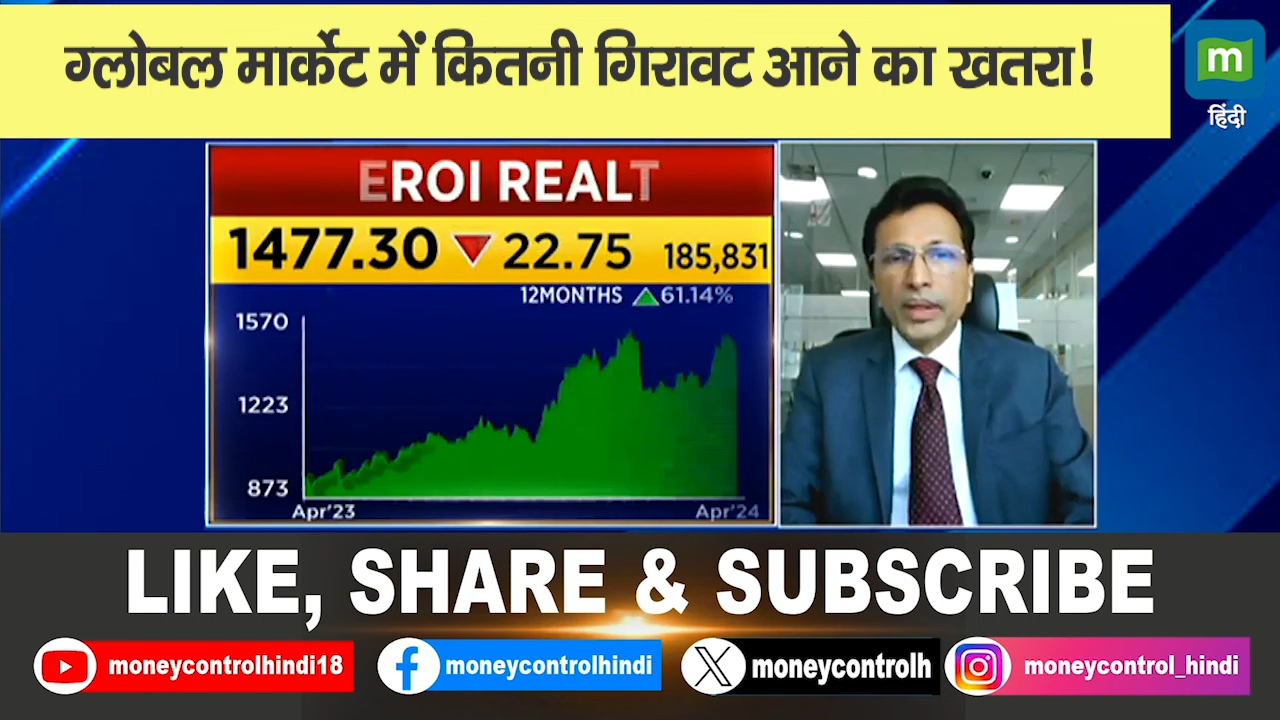 ग्लोबल मार्केट में कितनी गिरावट आने का खतरा!
m
हिंदी
EROI REALT
1477.30 ▼ 22.75 185,831
12MONTHS ▲ 61.14%
1570
1223
873
Apr'23 Apr'24
LIKE, SHARE & SUBSCRIBE
moneycontrolhindi18 moneycontrolhindi moneycontrolh moneycontrol_hindi